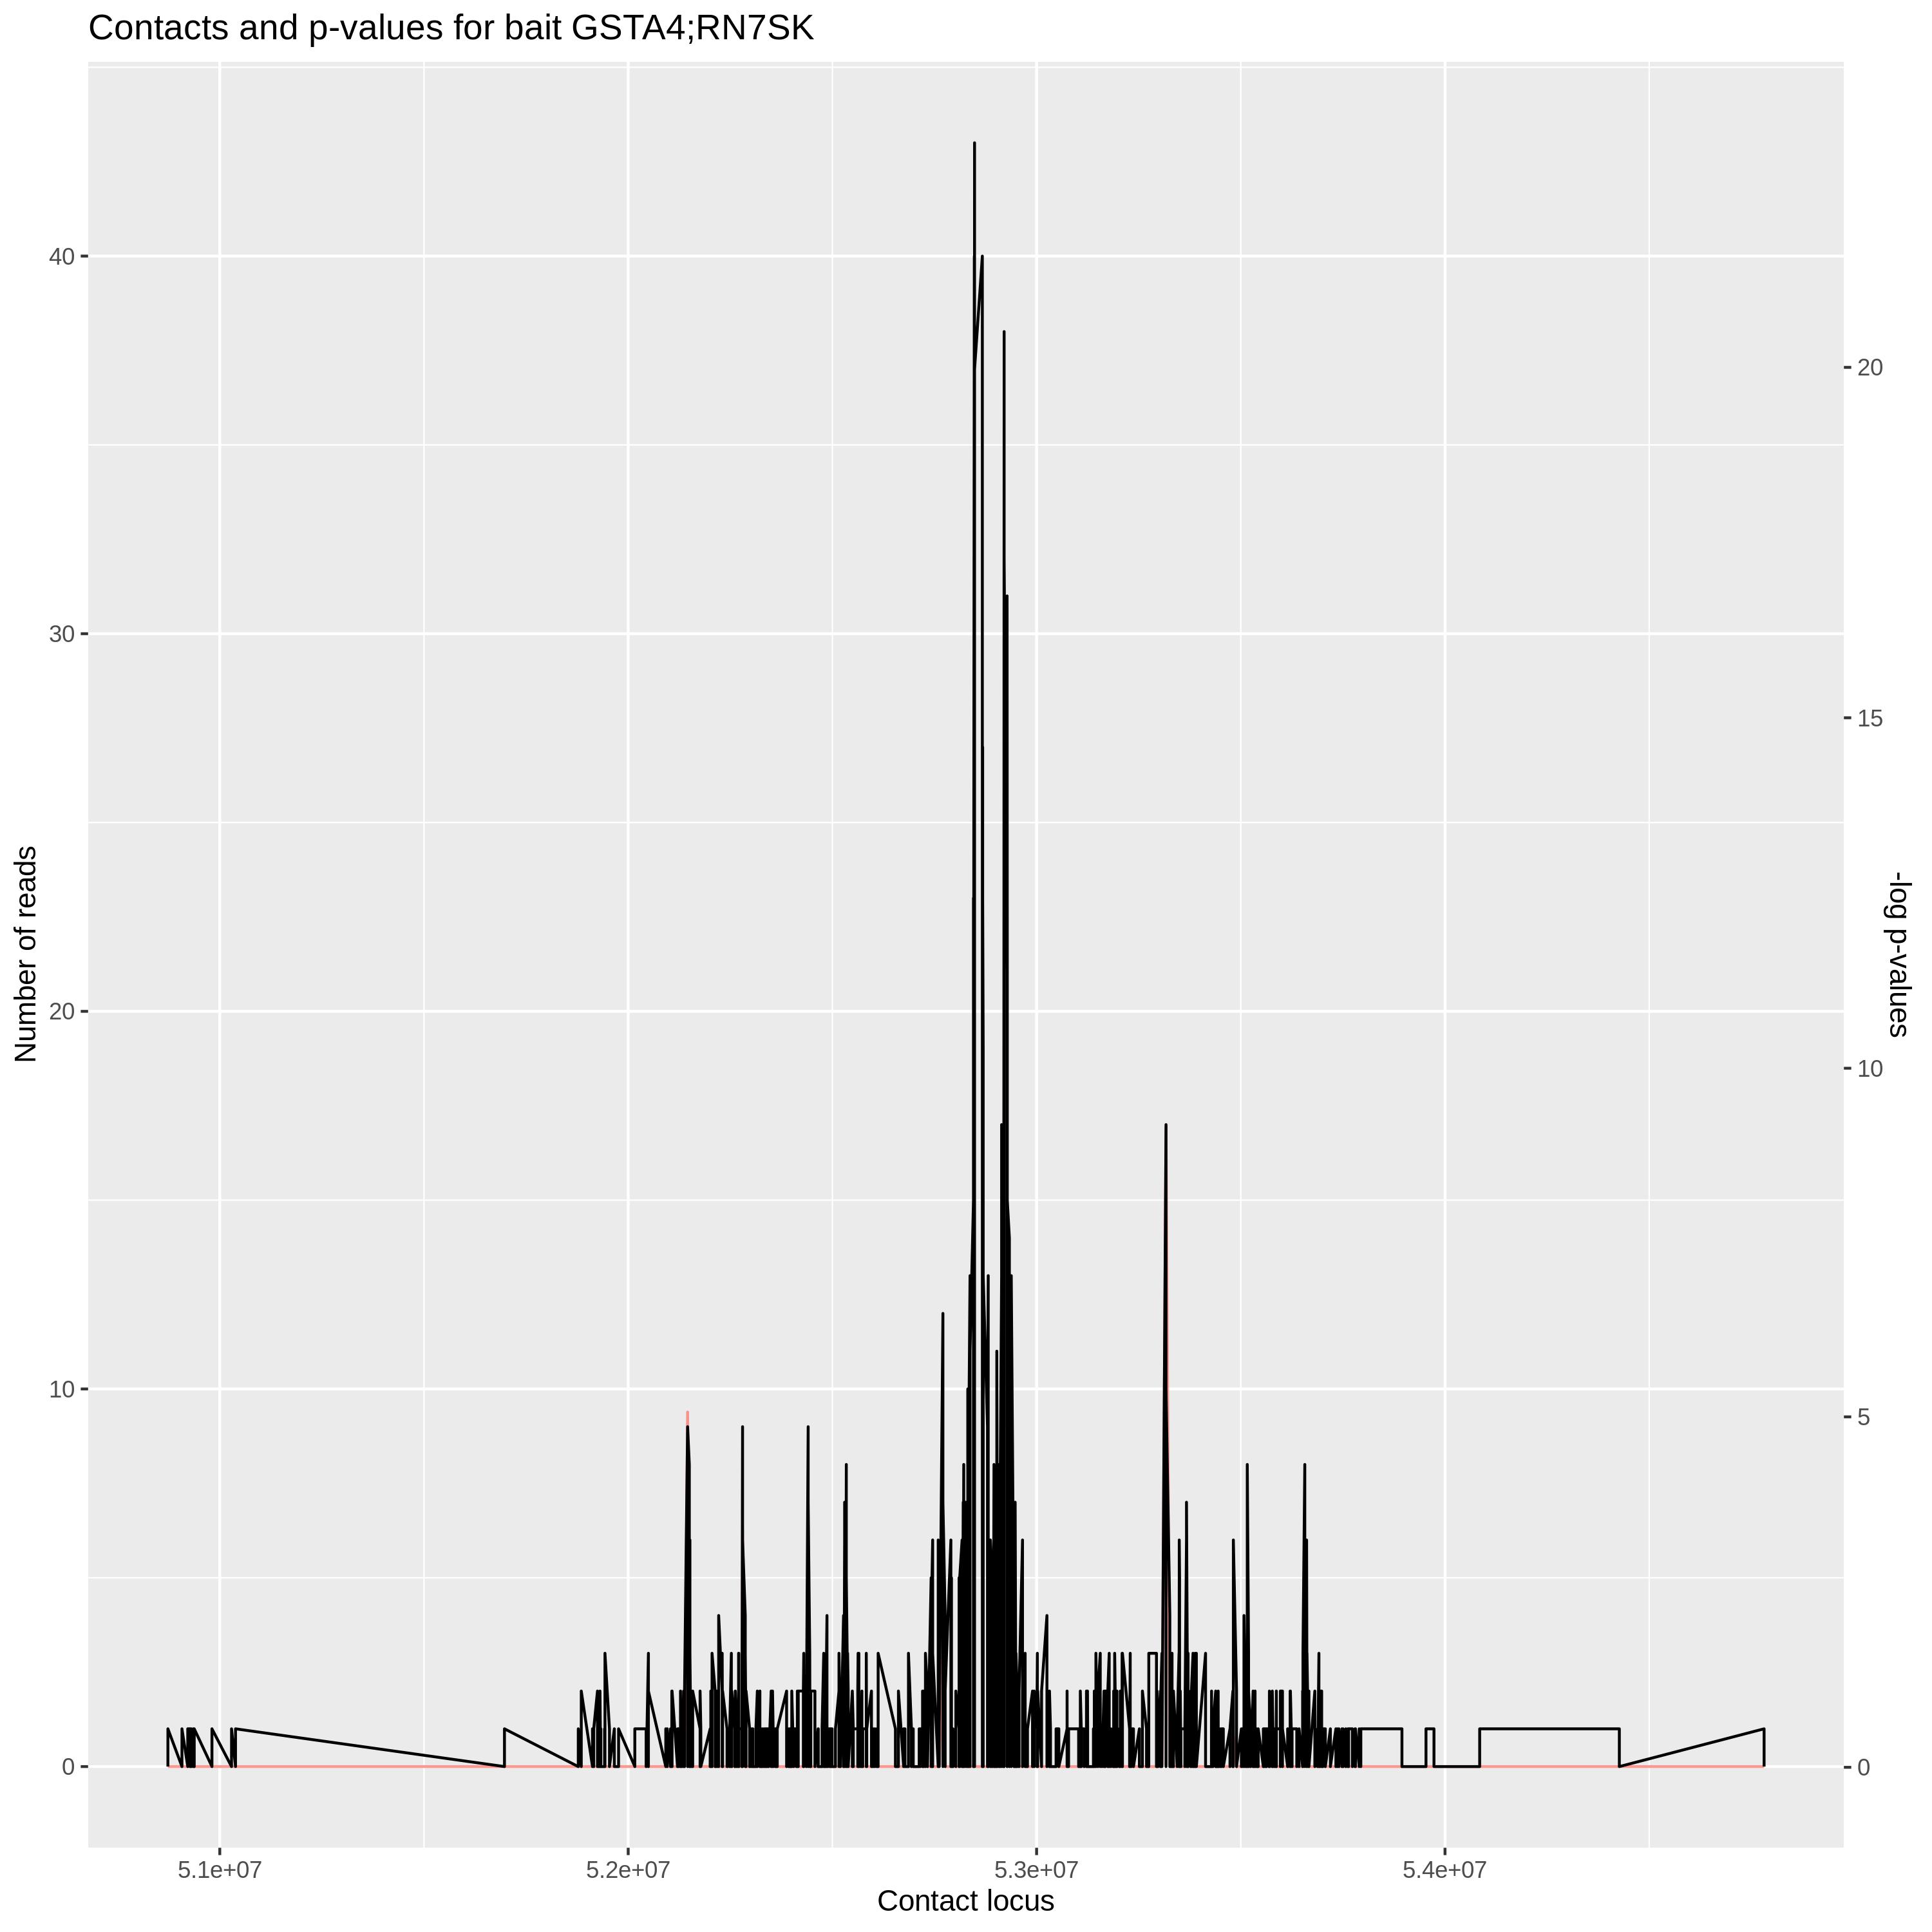 Contacts and p-values for bait GSTA4;RN7SK
40
30
20
10
0
20
15
10
5
0
Number of reads
-log p-values
5.1e+07 5.2e+07 5.3e+07 5.4e+07
Contact locus